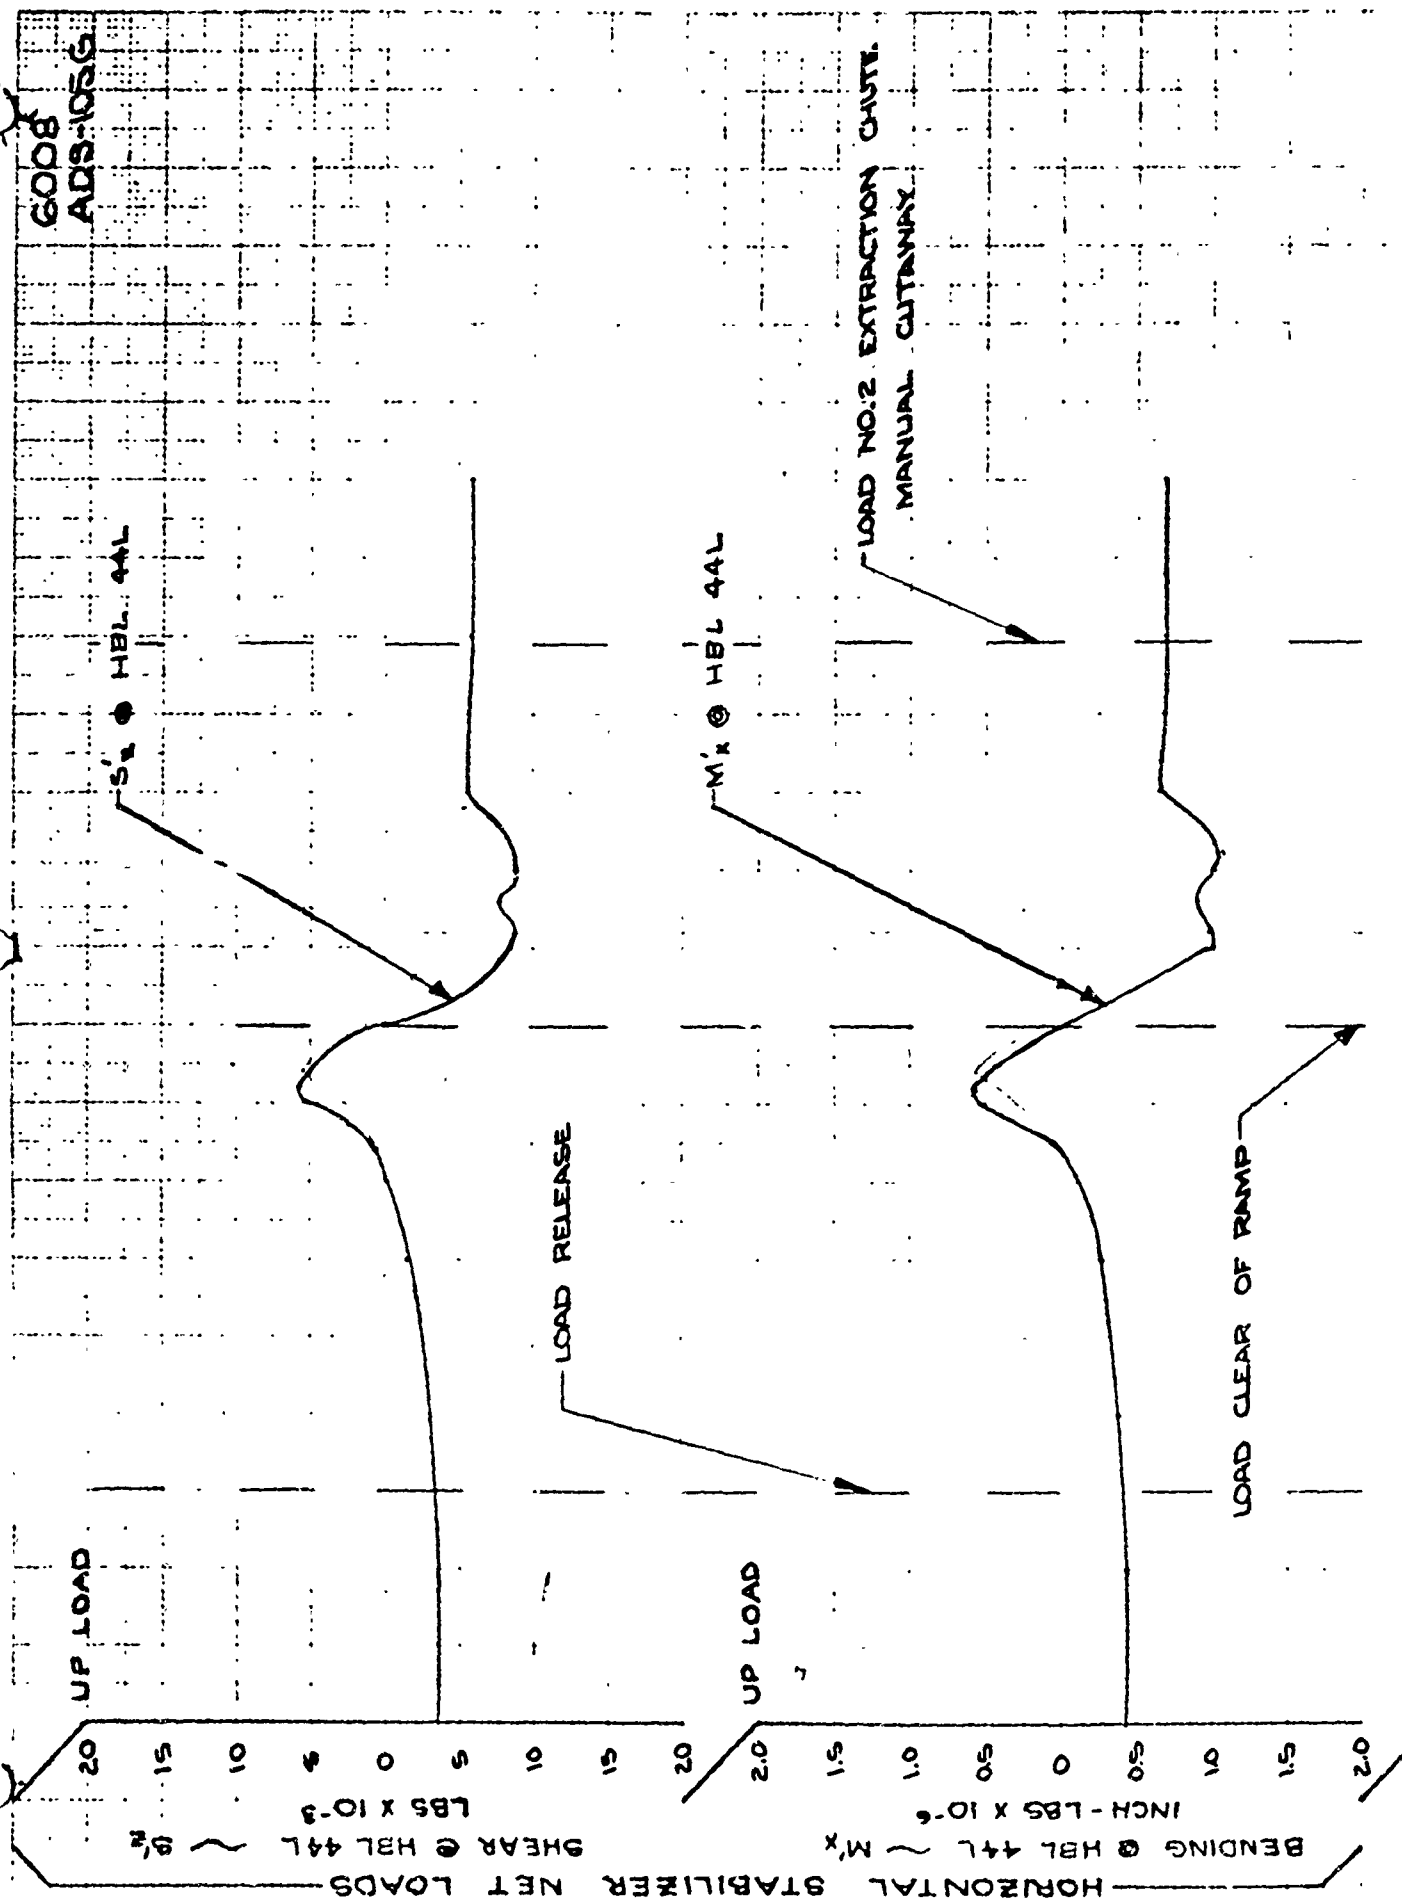 6008
ADS-105G
UP LOAD
S'z @ HBL 44L
20
15
10
5
0
5
10
15
20
LOAD RELEASE
UP LOAD
M'x @ HBL 44L
LOAD NO.2 EXTRACTION CHUTE
MANUAL CUTAWAY
2.0
1.5
1.0
0.5
0
0.5
1.0
1.5
2.0
LOAD CLEAR OF RAMP
HORIZONTAL STABILIZER NET LOADS
SHEAR @ HBL 44L ~ S'z
LBS X 10-3
BENDING @ HBL 44L ~ M'x
INCH-LBS X 10-6